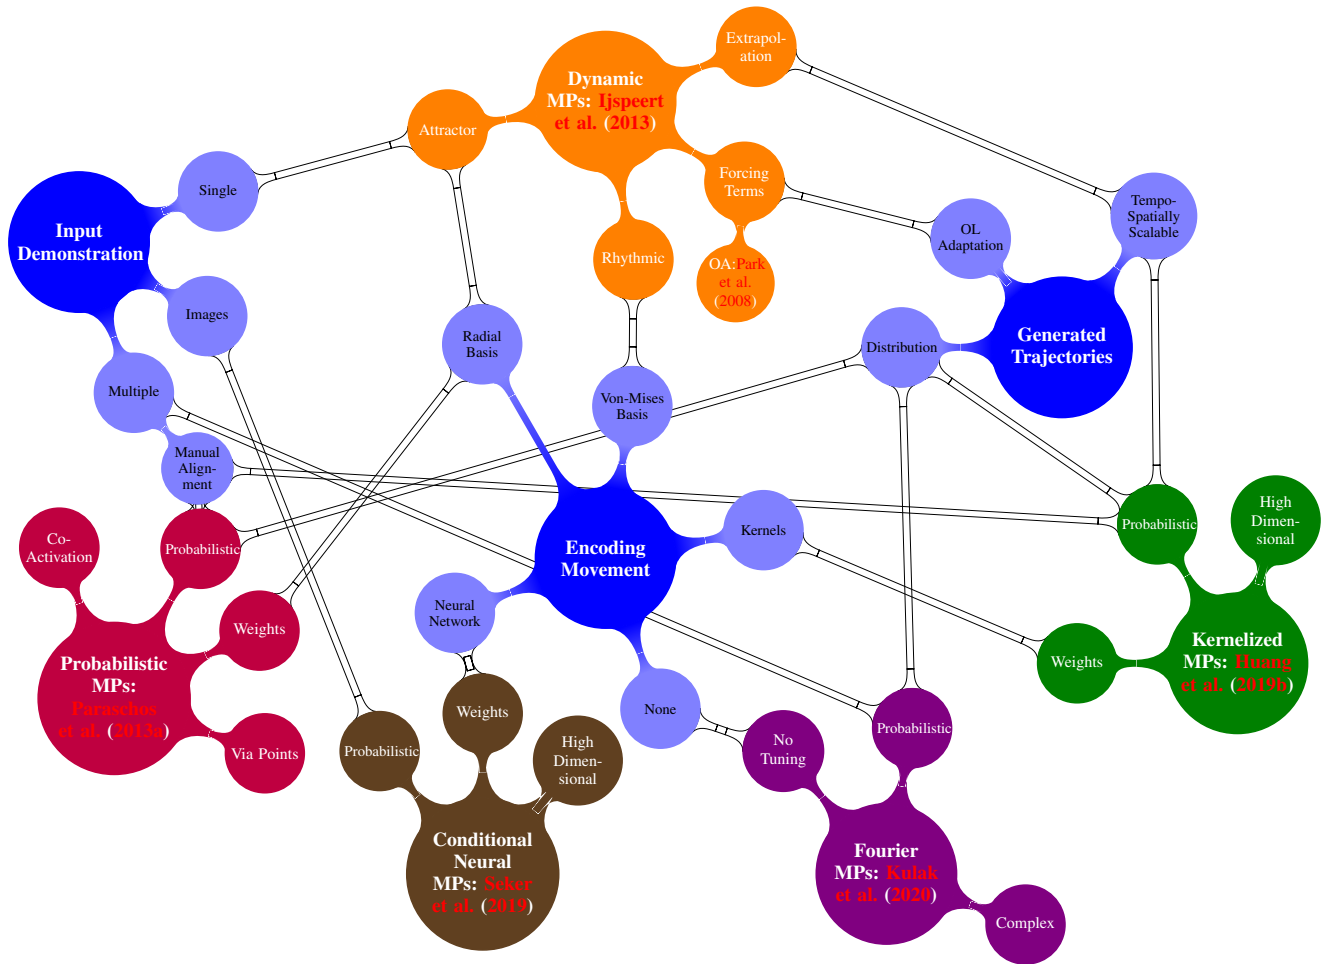 Extrapol-
ation
Dynamic
MPs: Ijspeert
et al. (2013)
Attractor
Forcing
Terms
Single
Tempo-
Spatially
Scalable
Input
Demonstration
OL
Adaptation
Rhythmic
OA:Park
et al.
(2008)
Images
Radial
Basis
Distribution
Generated
Trajectories
Multiple
Von-Mises
Basis
Manual
Align-
ment
Kernels
Probabilistic
High
Dimen-
sional
Co-
Activation
Probabilistic
Encoding
Movement
Neural
Network
Weights
Weights
Kernelized
MPs: Huang
et al. (2019b)
Probabilistic
MPs:
Paraschos
et al. (2013a)
Weights
None
Via Points
Probabilistic
High
Dimen-
sional
No
Tuning
Probabilistic
Conditional
Neural
MPs: Seker
et al. (2019)
Fourier
MPs: Kulak
et al. (2020)
Complex